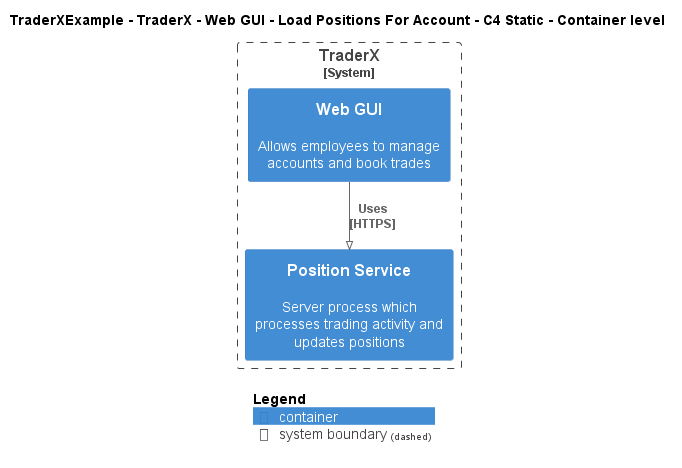 TraderXExample - TraderX - Web GUI - Load Positions For Account - C4 Static - Container level
TraderX
[System]
Web GUI
Allows employees to manage
accounts and book trades
Uses
[HTTPS]
Position Service
Server process which
processes trading activity and
updates positions
Legend
container
system boundary (dashed)